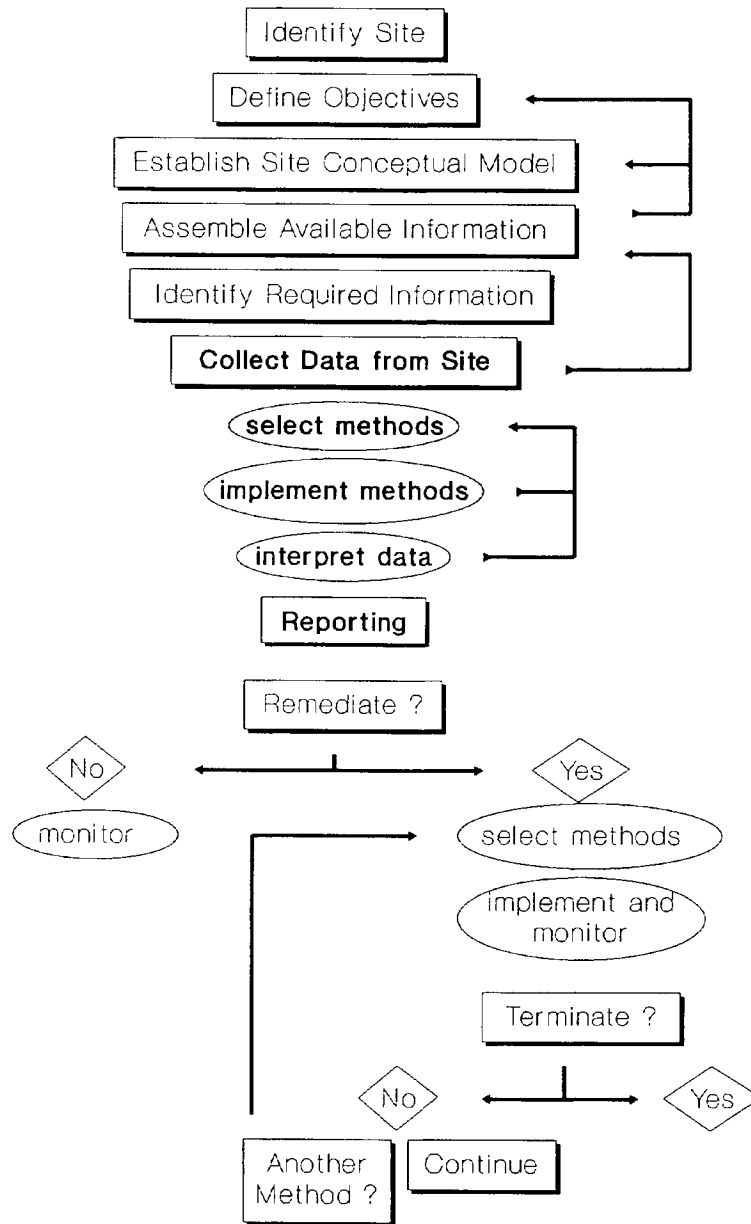 Identify Site
Define Objectives
Establish Site Conceptual Model
Assemble Available Information
Identify Required Information
Collect Data from Site
select methods
implement methods
interpret data
Reporting
Remediate ?
No
Yes
monitor
select methods
implement and
monitor
Terminate ?
No
Yes
Another
Method ?
Continue